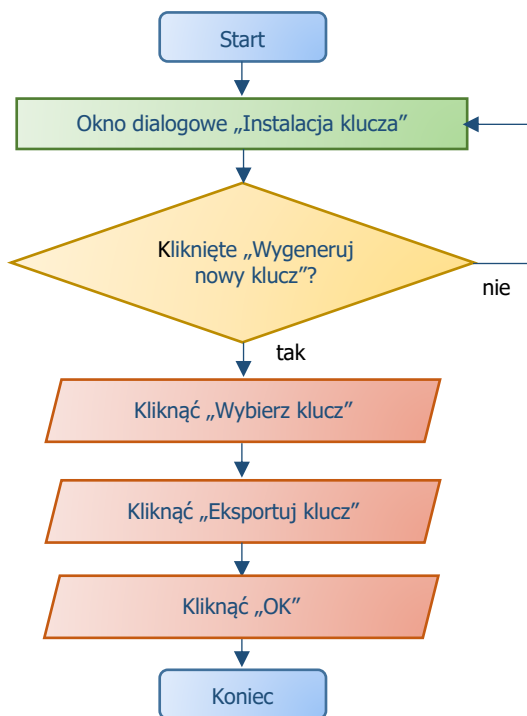 Start
Okno dialogowe „Instalacja klucza”
Kliknięte „Wygeneruj
nowy klucz”?
nie
tak
Kliknąć „Wybierz klucz”
Kliknąć „Eksportuj klucz”
Kliknąć „OK”
Koniec